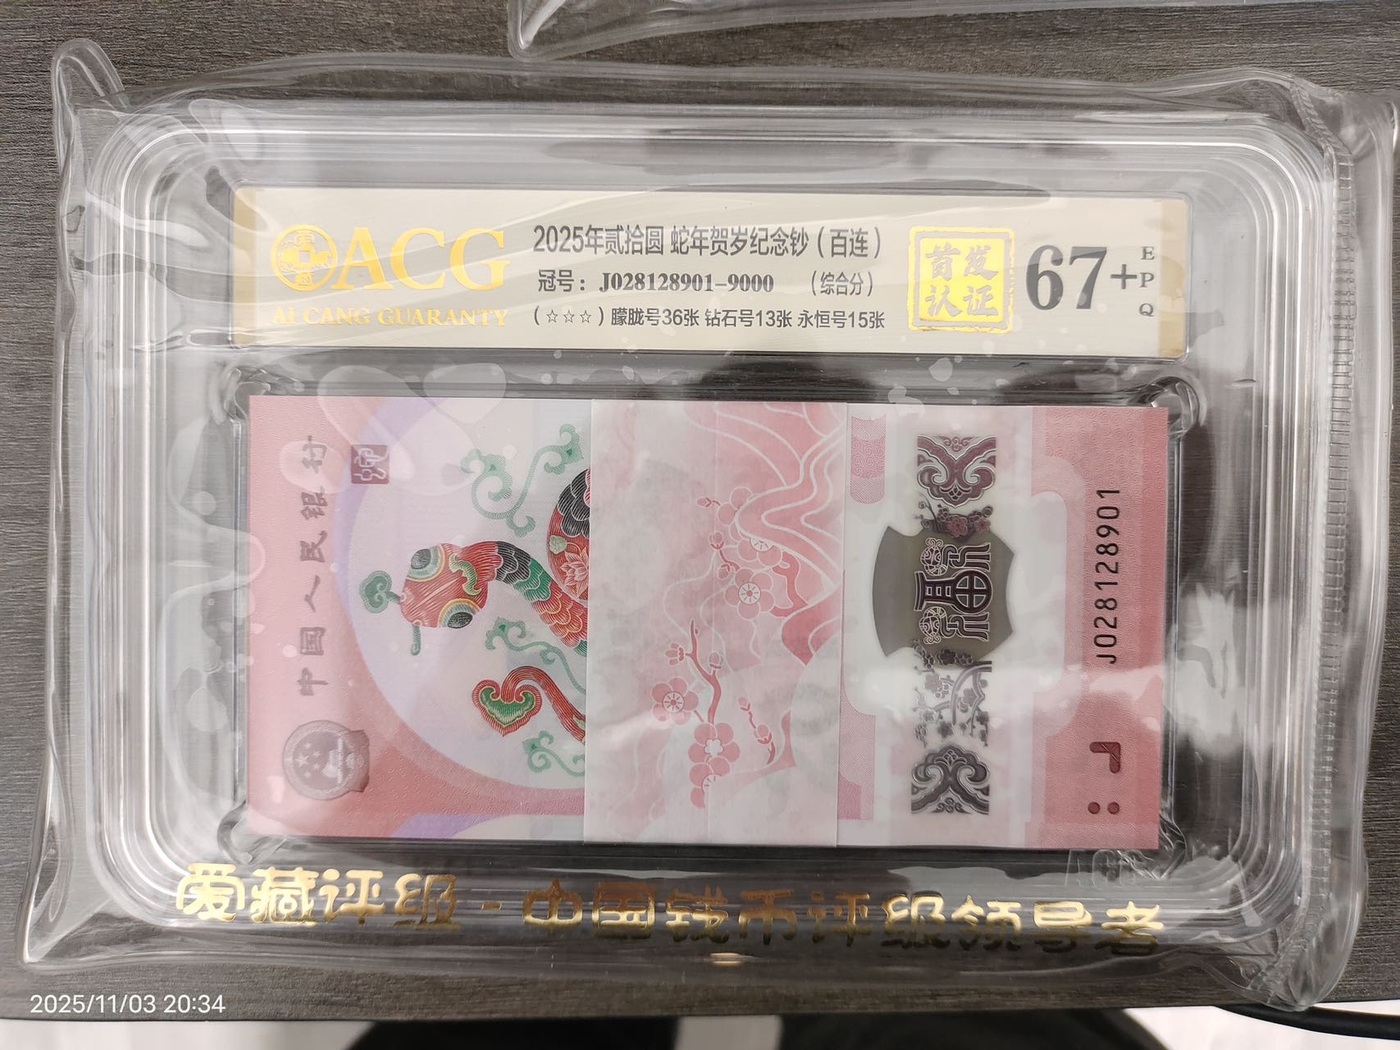 ACG
AI CANG GUARANTY
2025年贰拾圆 蛇年贺岁纪念钞(百连)
冠号:J028128901-9000 (综合分)
(☆☆☆)朦胧号36张 钻石号13张 永恒号15张
首发
认证
67+
EPQ
中国人民银行
福
J028128901
爱藏评级-中国钱币评级领导者
2025/11/03 20:34